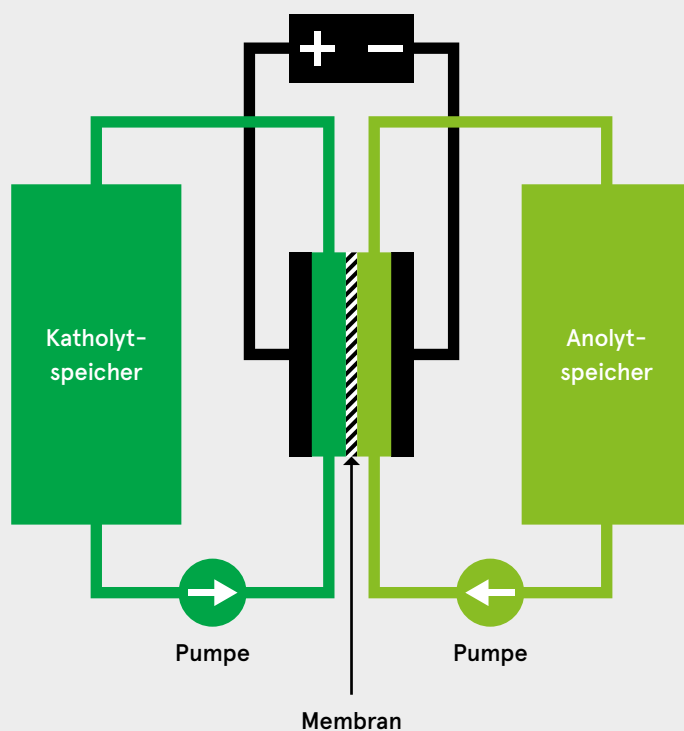 + −
Katholyt-
speicher
Anolyt-
speicher
Pumpe
Pumpe
Membran